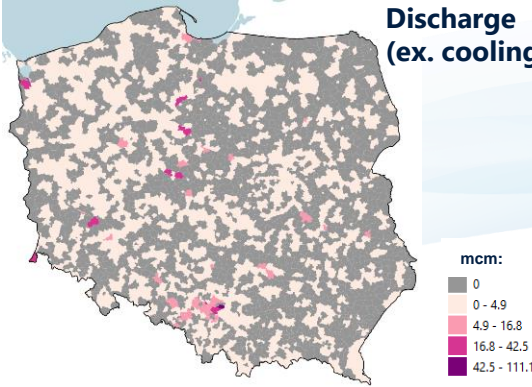 Discharge
(ex. cooling
mcm:
0
0 - 4.9
4.9 - 16.8
16.8 - 42.5
42.5 - 111.